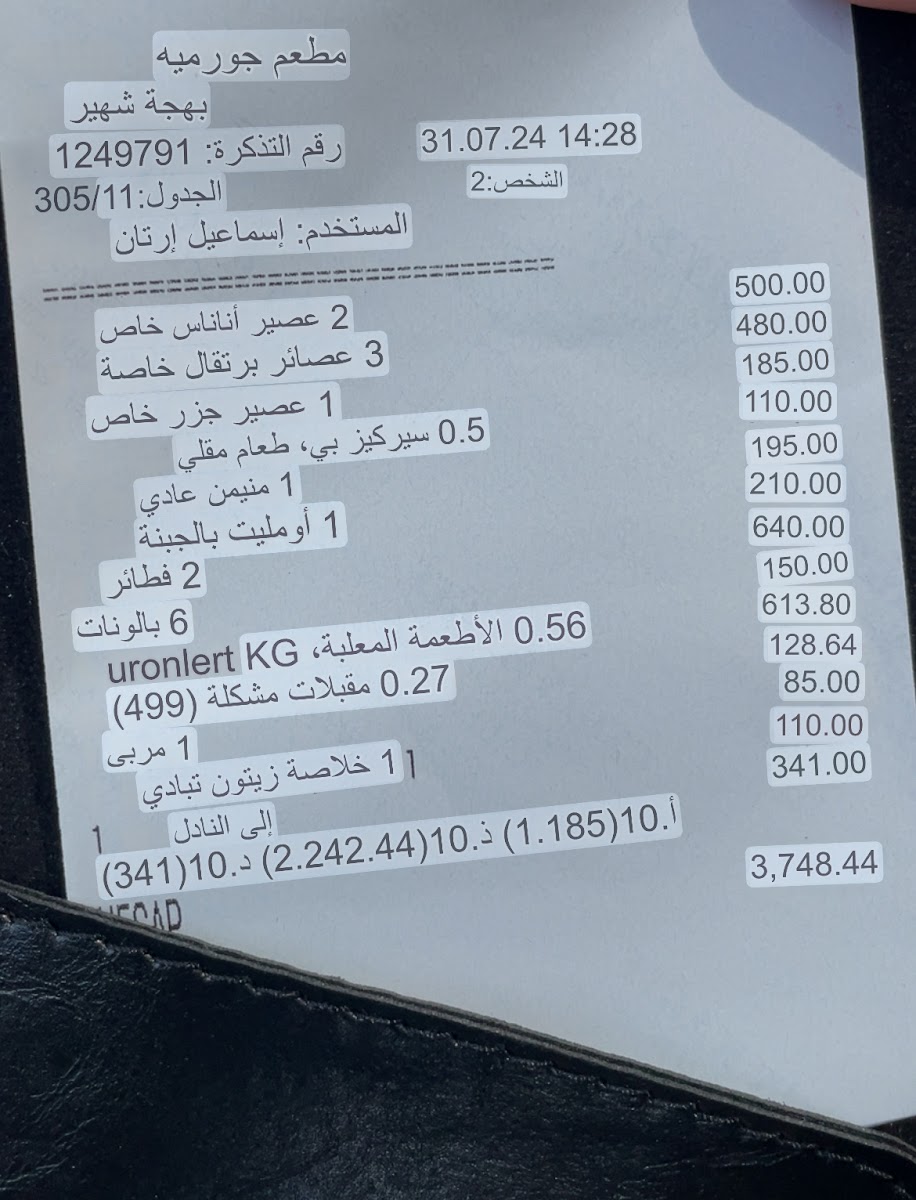 مطعم جورميه
بهجة شهير
رقم التذكرة: 1249791 31.07.24 14:28
الجدول:305/11 الشخص:2
المستخدم: إسماعيل إرتان
2 عصير أناناس خاص 500.00
3 عصائر برتقال خاصة 480.00
1 عصير جزر خاص 185.00
0.5 سيركيز بي، طعام مقلي 110.00
1 منيمن عادي 195.00
1 أومليت بالجبنة 210.00
2 فطائر 640.00
6 بالونات 150.00
0.56 الأطعمة المعلبة، uronlert KG 613.80
0.27 مقبلات مشكلة (499) 128.64
1 مربى 85.00
1 خلاصة زيتون تبادي 110.00
إلى النادل 341.00
أ.10(1.185) ذ.10(2.242.44) د.10(341)
3,748.44